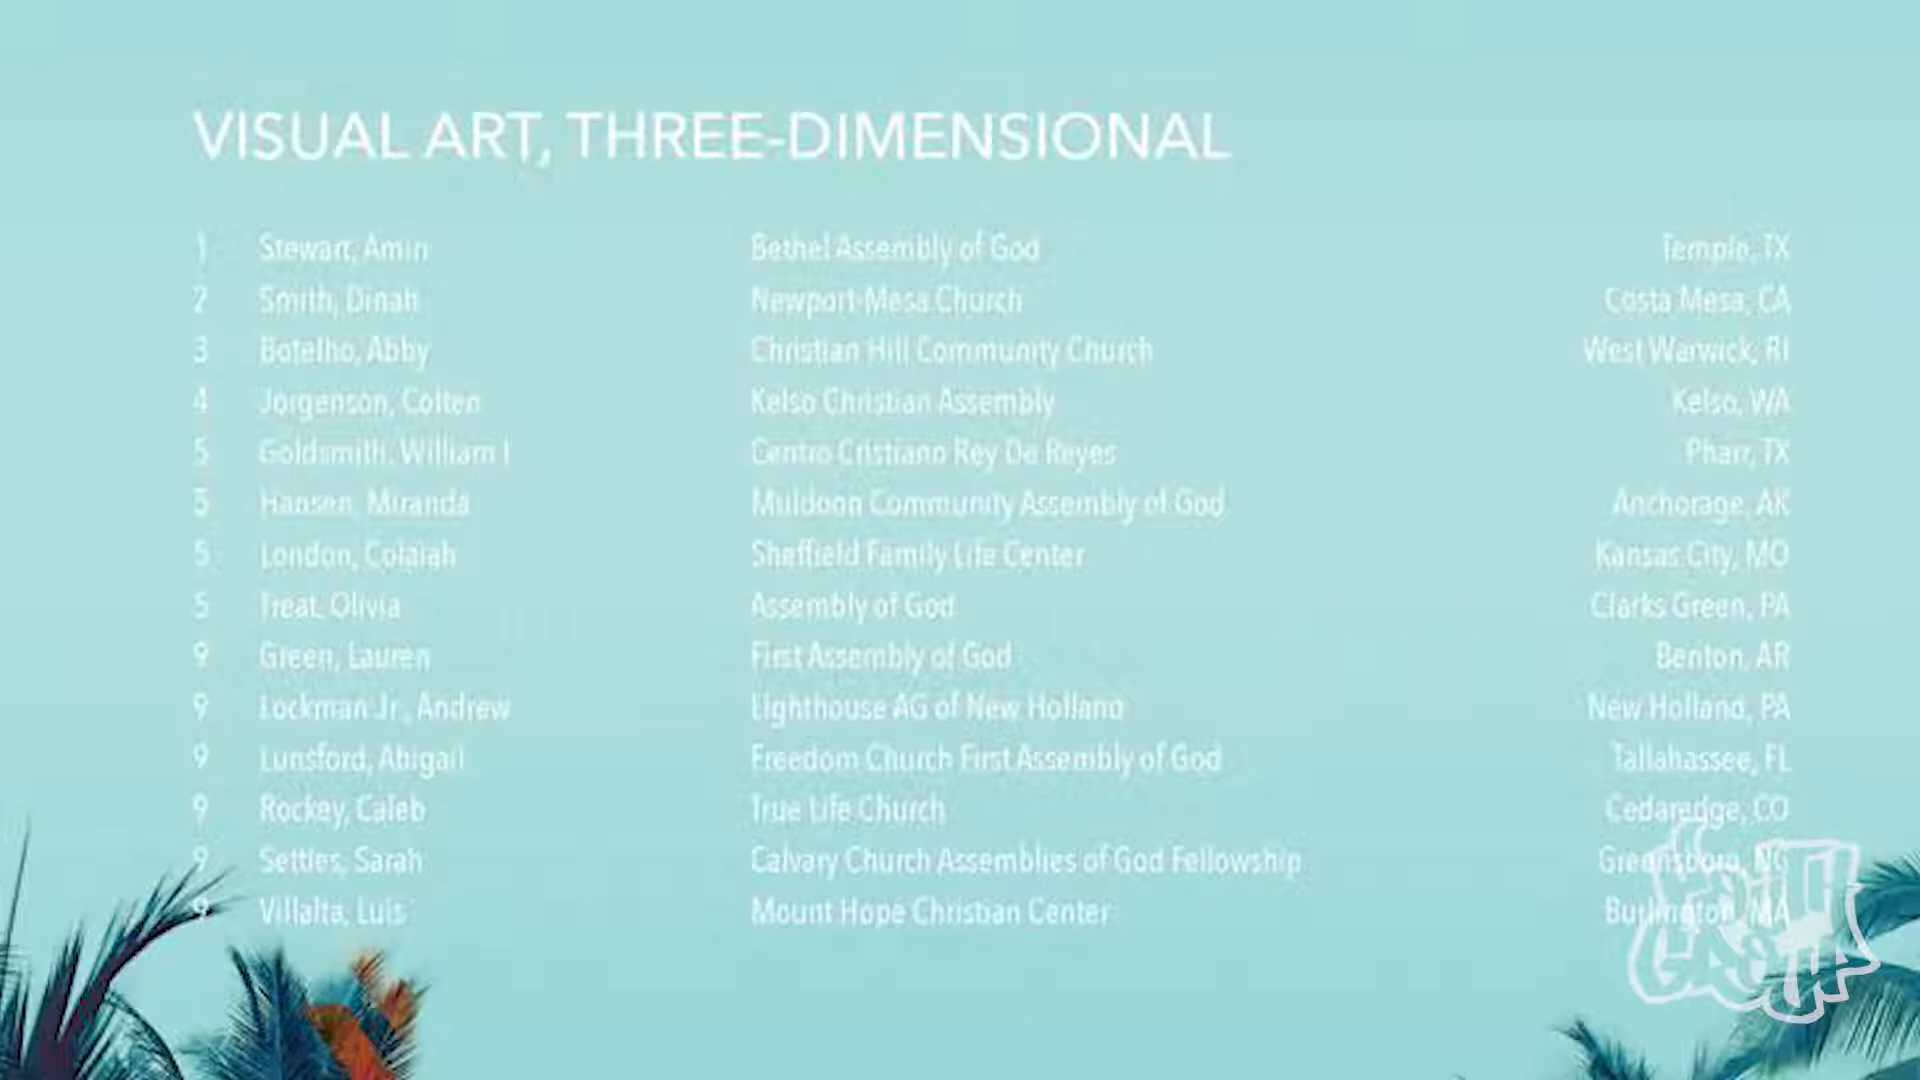 VISUAL ART, THREE-DIMENSIONAL
1 Stewart, Amin Bethel Assembly of God Temple, TX
2 Smith, Dinah Newport-Mesa Church Costa Mesa, CA
3 Botelho, Abby Christian Hill Community Church West Warwick, RI
4 Jorgenson, Colten Kelso Christian Assembly Kelso, WA
5 Goldsmith, William I Centro Cristiano Rey De Reyes Pharr, TX
5 Hansen, Miranda Muldoon Community Assembly of God Anchorage, AK
5 London, Colaiah Sheffield Family Life Center Kansas City, MO
5 Treat, Olivia Assembly of God Clarks Green, PA
9 Green, Lauren First Assembly of God Benton, AR
9 Lockman Jr., Andrew Lighthouse AG of New Holland New Holland, PA
9 Lunsford, Abigail Freedom Church First Assembly of God Tallahassee, FL
9 Rockey, Caleb True Life Church Cedaredge, CO
9 Settles, Sarah Calvary Church Assemblies of God Fellowship Greensboro, NC
9 Villalta, Luis Mount Hope Christian Center Burlington, MA